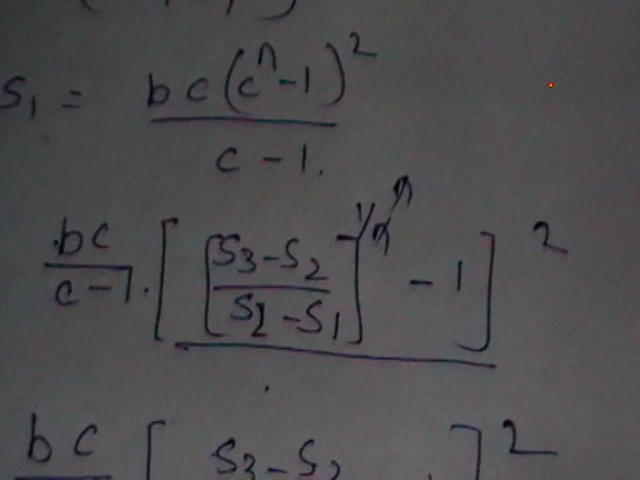 S₁ = bc(cⁿ-1)² / c-1.
bc / c-1 . [[S₃-S₂ / S₂-S₁]^1/n ⁿ - 1]²
bc [ S₃-S₂ ]²